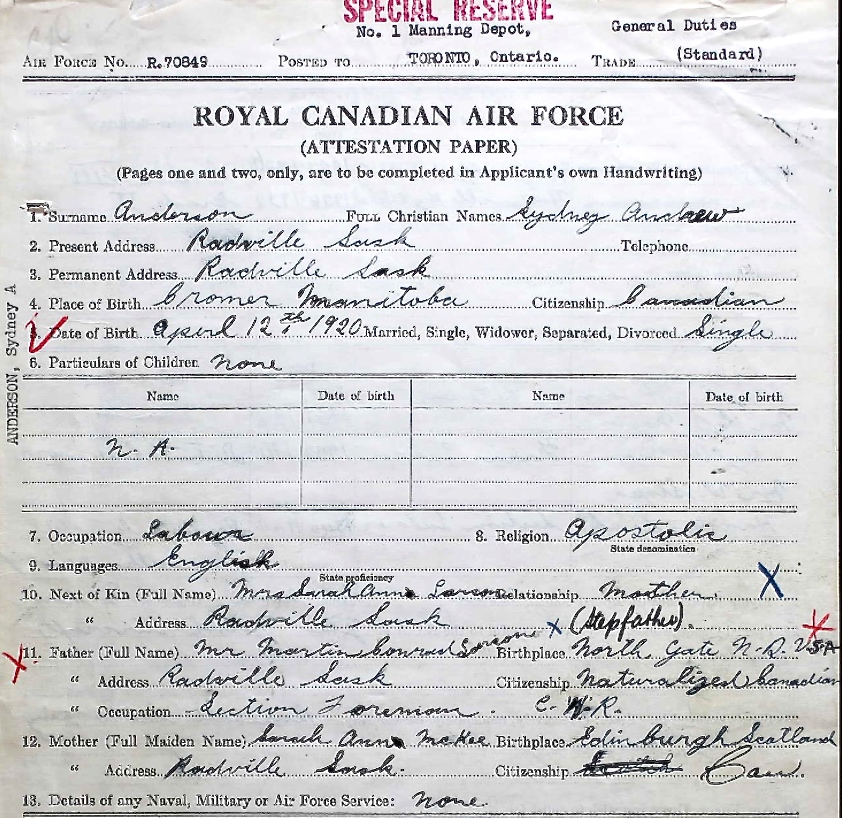 SPECIAL RESERVE
No. 1 Manning Depot, General Duties
AIR FORCE No. R.70849 POSTED TO TORONTO, Ontario. TRADE (Standard)
ROYAL CANADIAN AIR FORCE
(ATTESTATION PAPER)
(Pages one and two, only, are to be completed in Applicant's own Handwriting)
1. Surname Anderson FULL Christian Names Sydney Andrew
2. Present Address Radville Sask Telephone
3. Permanent Address Radville Sask
4. Place of Birth Cromer Manitoba Citizenship Canadian
5. Date of Birth April 12th 1920 Married, Single, Widower, Separated, Divorced Single
6. Particulars of Children none
Name Date of birth Name Date of birth
N. A.
7. Occupation Labour 8. Religion Apostolic
State denomination
9. Languages English
State proficiency
10. Next of Kin (Full Name) Mrs Sarah Ann Larson Relationship Mother.
" Address Radville Sask x (Stepfather).
11. Father (Full Name) Mr Martin Conrad Larson Birthplace North Gate N.D. USA
" Address Radville Sask Citizenship Naturalized Canadian
" Occupation Section Foreman. C.N.R.
12. Mother (Full Maiden Name) Sarah Ann McKee Birthplace Edinburgh Scotland
" Address Radville Sask. Citizenship Scotch Can.
13. Details of any Naval, Military or Air Force Service: none
ANDERSON, Sydney A